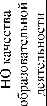 НО качества
образовательной
деятельности